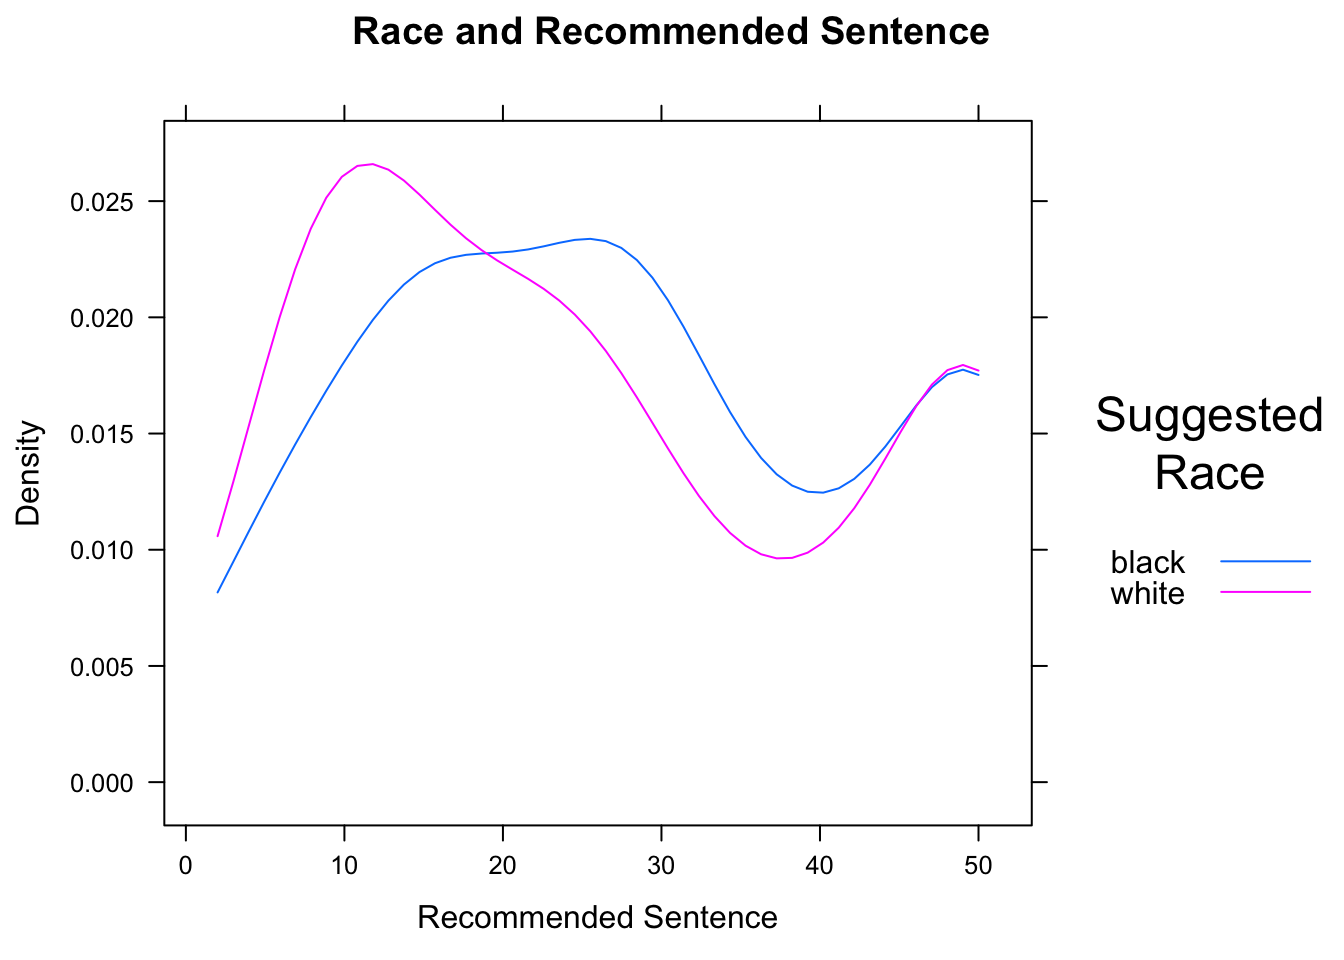 Race and Recommended Sentence
0.025
0.020
0.015
0.010
0.005
0.000
Density
0 10 20 30 40 50
Recommended Sentence
Suggested
Race
black
white